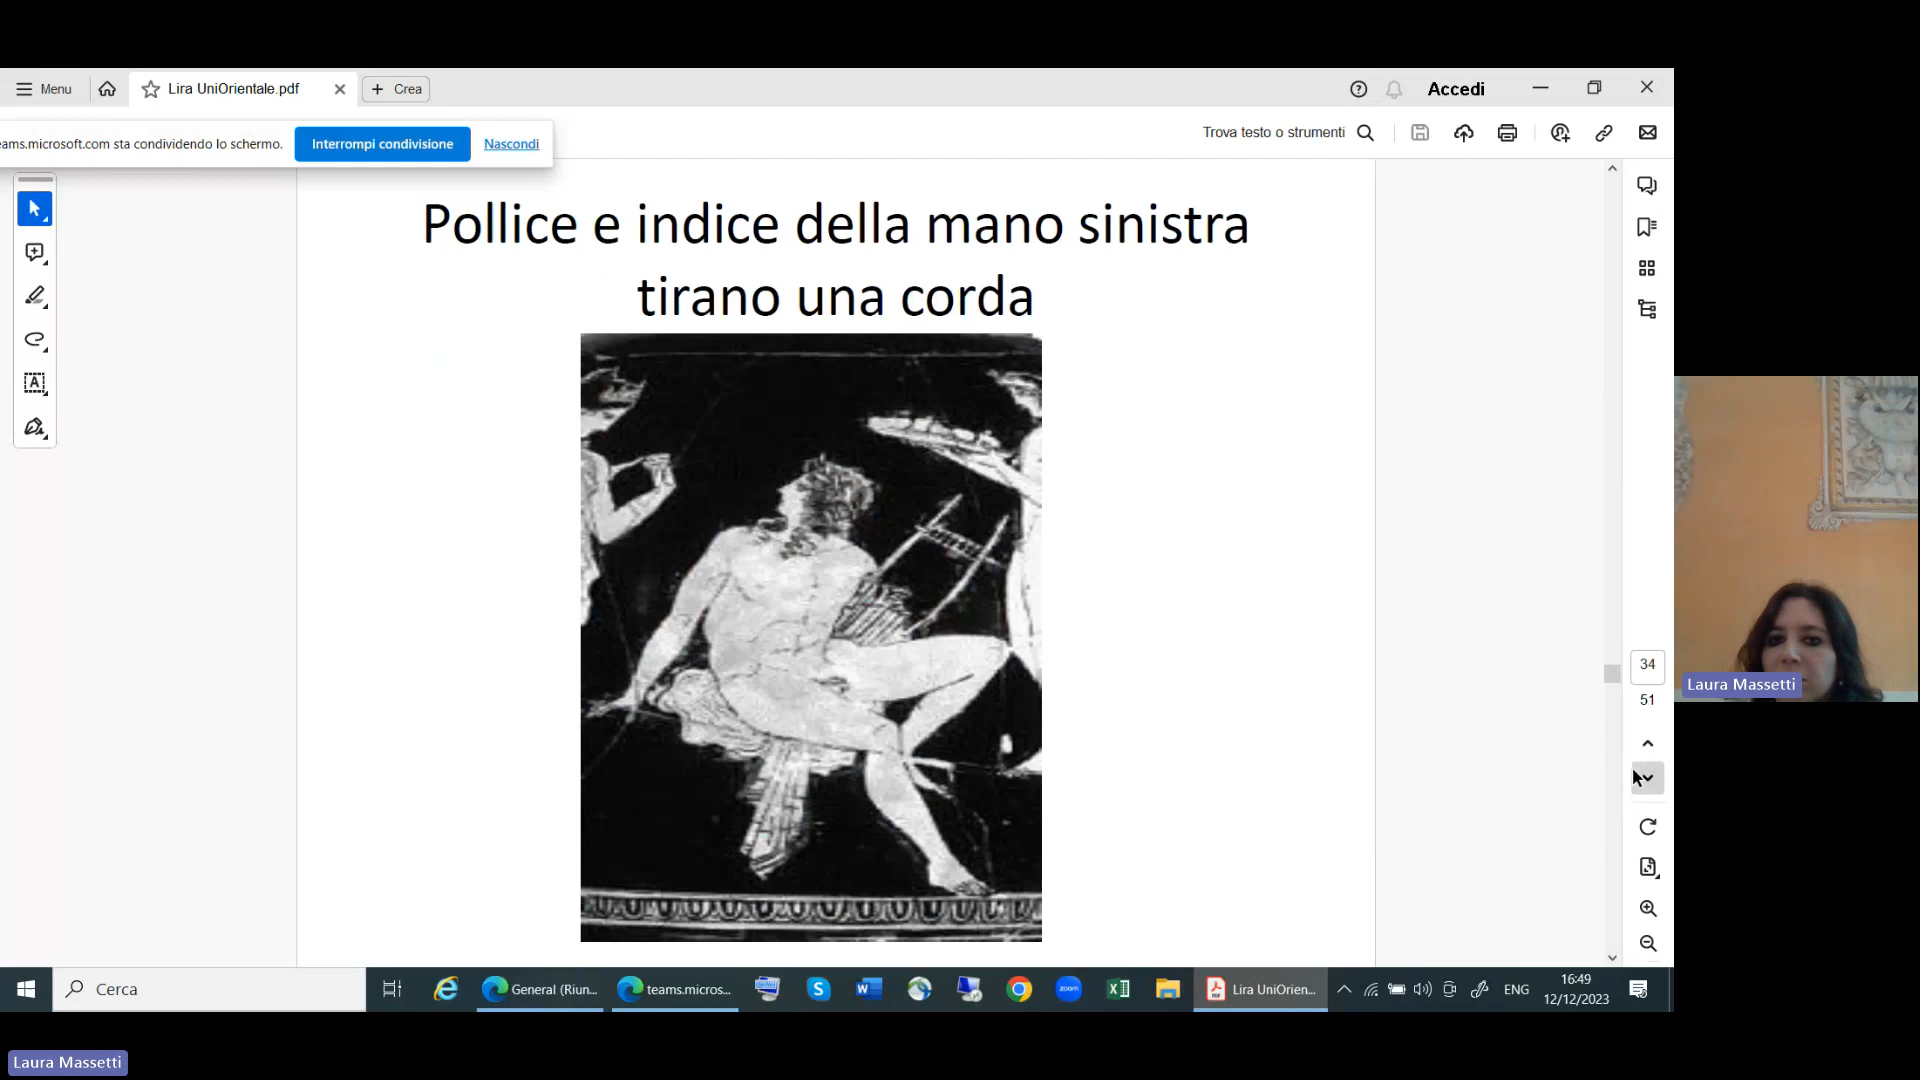 Menu
Lira UniOrientale.pdf
Crea
Accedi
eams.microsoft.com sta condividendo lo schermo.
Interrompi condivisione
Nascondi
Trova testo o strumenti
Pollice e indice della mano sinistra
tirano una corda
34
51
Laura Massetti
Cerca
General (Riun...
teams.micros...
zoom
Lira UniOrien...
ENG
16:49
12/12/2023
Laura Massetti